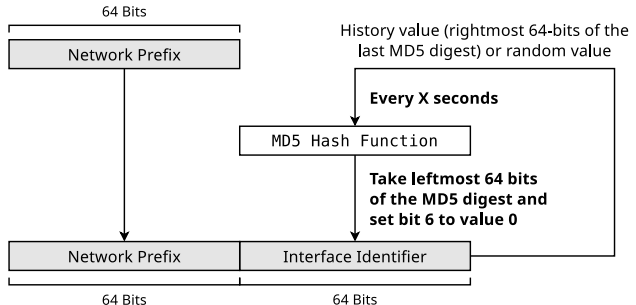 64 Bits
Network Prefix
History value (rightmost 64-bits of the
last MD5 digest) or random value
Every X seconds
MD5 Hash Function
Take leftmost 64 bits
of the MD5 digest and
set bit 6 to value 0
Network Prefix
Interface Identifier
64 Bits
64 Bits